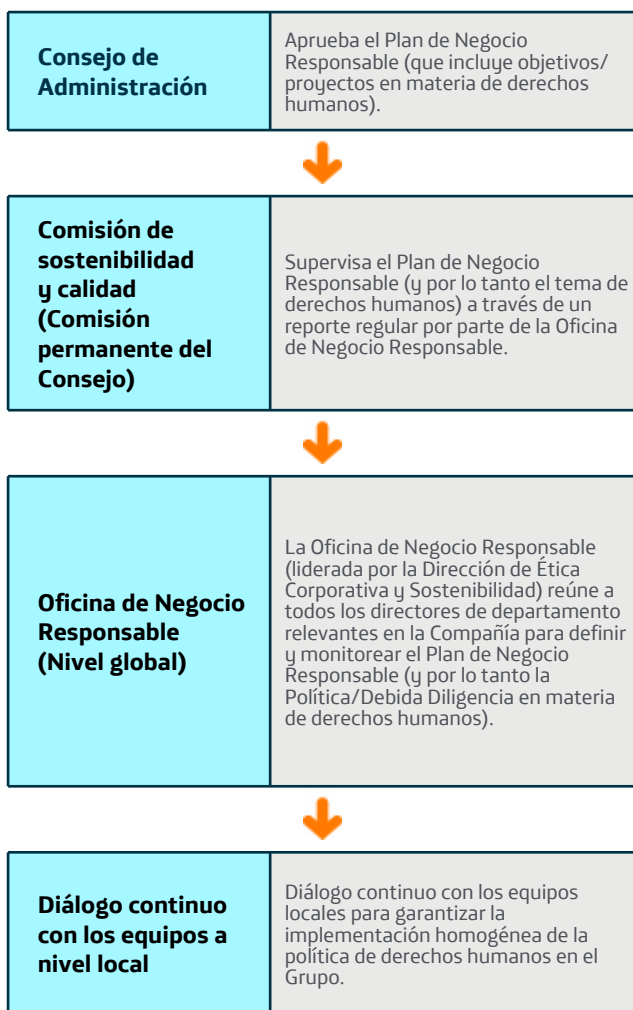 Consejo de
Administración
Aprueba el Plan de Negocio
Responsable (que incluye objetivos/
proyectos en materia de derechos
humanos).
Comisión de
sostenibilidad
y calidad
(Comisión
permanente del
Consejo)
Supervisa el Plan de Negocio
Responsable (y por lo tanto el tema de
derechos humanos) a través de un
reporte regular por parte de la Oficina
de Negocio Responsable.
Oficina de Negocio
Responsable
(Nivel global)
La Oficina de Negocio Responsable
(liderada por la Dirección de Ética
Corporativa y Sostenibilidad) reúne a
todos los directores de departamento
relevantes en la Compañía para definir
y monitorear el Plan de Negocio
Responsable (y por lo tanto la
Política/Debida Diligencia en materia
de derechos humanos).
Diálogo continuo
con los equipos a
nivel local
Diálogo continuo con los equipos
locales para garantizar la
implementación homogénea de la
política de derechos humanos en el
Grupo.